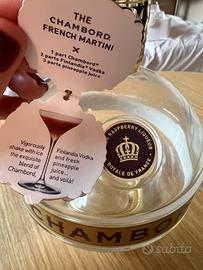 THE
CHAMBORD
FRENCH MARTINI
×
1 part Chambord®
2 parts Finlandia® Vodka
3 parts pineapple juice
Vigorously
shake with ice
the exquisite
blend of
Chambord,
Finlandia Vodka
and fresh
pineapple
juice...
and voilà!
RASPBERRY LIQUEUR
ROYALE DE FRANCE
CHAMBORD
subito